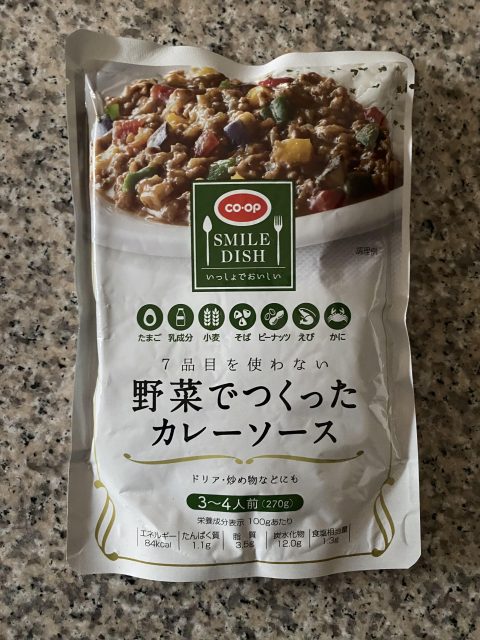 CO・OP
SMILE
DISH
いっしょでおいしい
調理例
たまご 乳成分 小麦 そば ピーナッツ えび かに
7品目を使わない
野菜でつくった
カレーソース
ドリア・炒め物などにも
3〜4人前(270g)
栄養成分表示 100gあたり
エネルギー たんぱく質 脂質 炭水化物 食塩相当量
84kcal 1.1g 3.5g 12.0g 1.3g